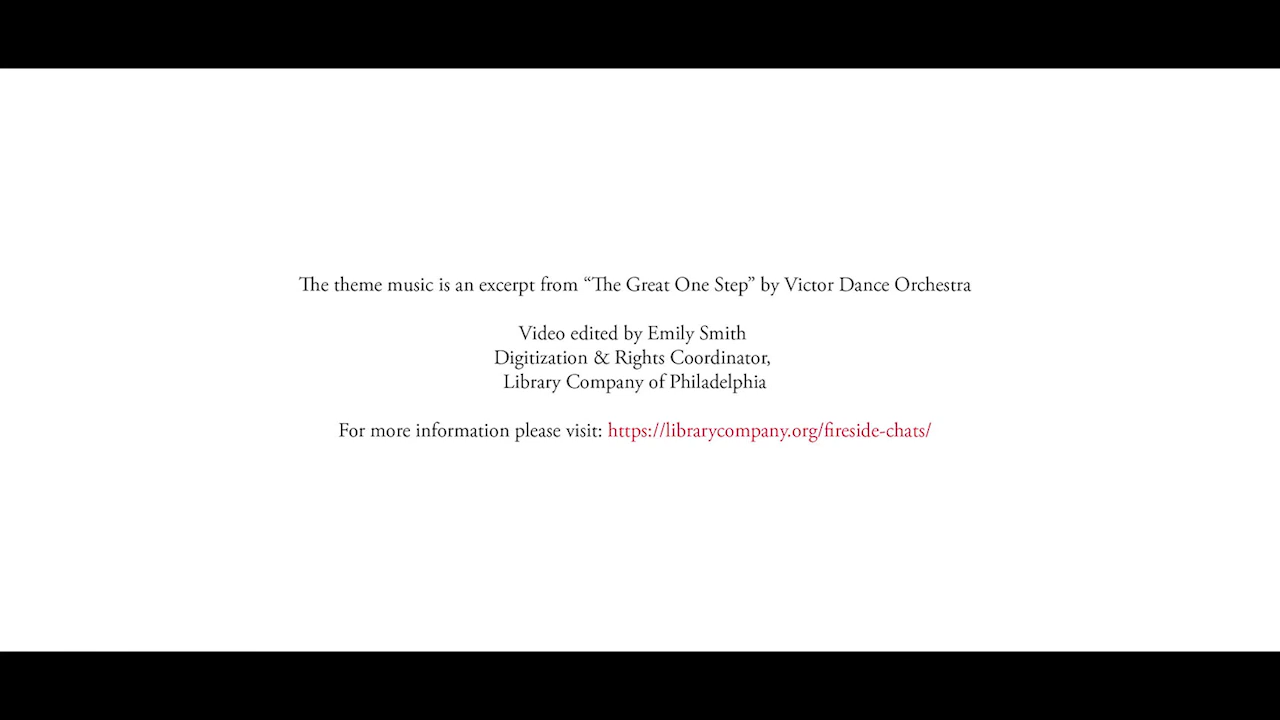 The theme music is an excerpt from “The Great One Step” by Victor Dance Orchestra
Video edited by Emily Smith
Digitization & Rights Coordinator,
Library Company of Philadelphia
For more information please visit: https://librarycompany.org/fireside-chats/